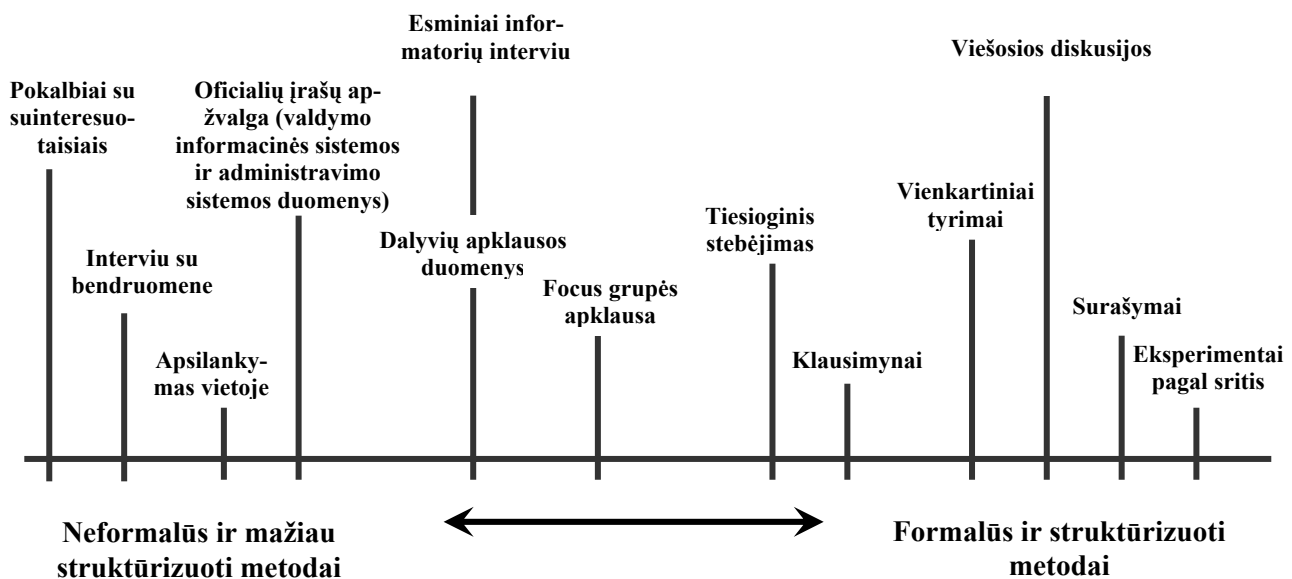 Pokalbiai su
suinteresuo-
taisiais
Interviu su
bendruomene
Apsilanky-
mas vietoje
Oficialių įrašų ap-
žvalga (valdymo
informacinės sistemos
ir administravimo
sistemos duomenys)
Esminiai infor-
matorių interviu
Dalyvių apklausos
duomenys
Focus grupės
apklausa
Tiesioginis
stebėjimas
Klausimynai
Vienkartiniai
tyrimai
Viešosios diskusijos
Surašymai
Eksperimentai
pagal sritis
Neformalūs ir mažiau
struktūrizuoti metodai
Formalūs ir struktūrizuoti
metodai